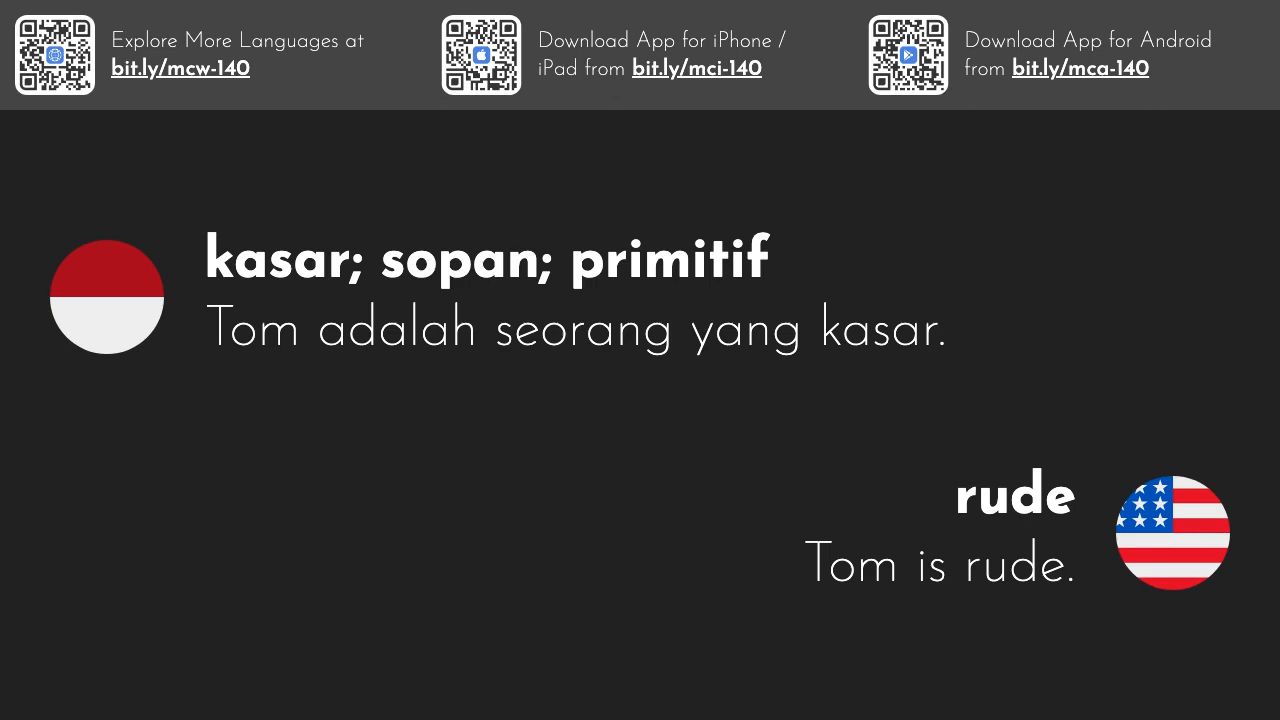 Explore More Languages at
bit.ly/mcw-140
Download App for iPhone /
iPad from bit.ly/mci-140
Download App for Android
from bit.ly/mca-140
kasar; sopan; primitif
Tom adalah seorang yang kasar.
rude
Tom is rude.